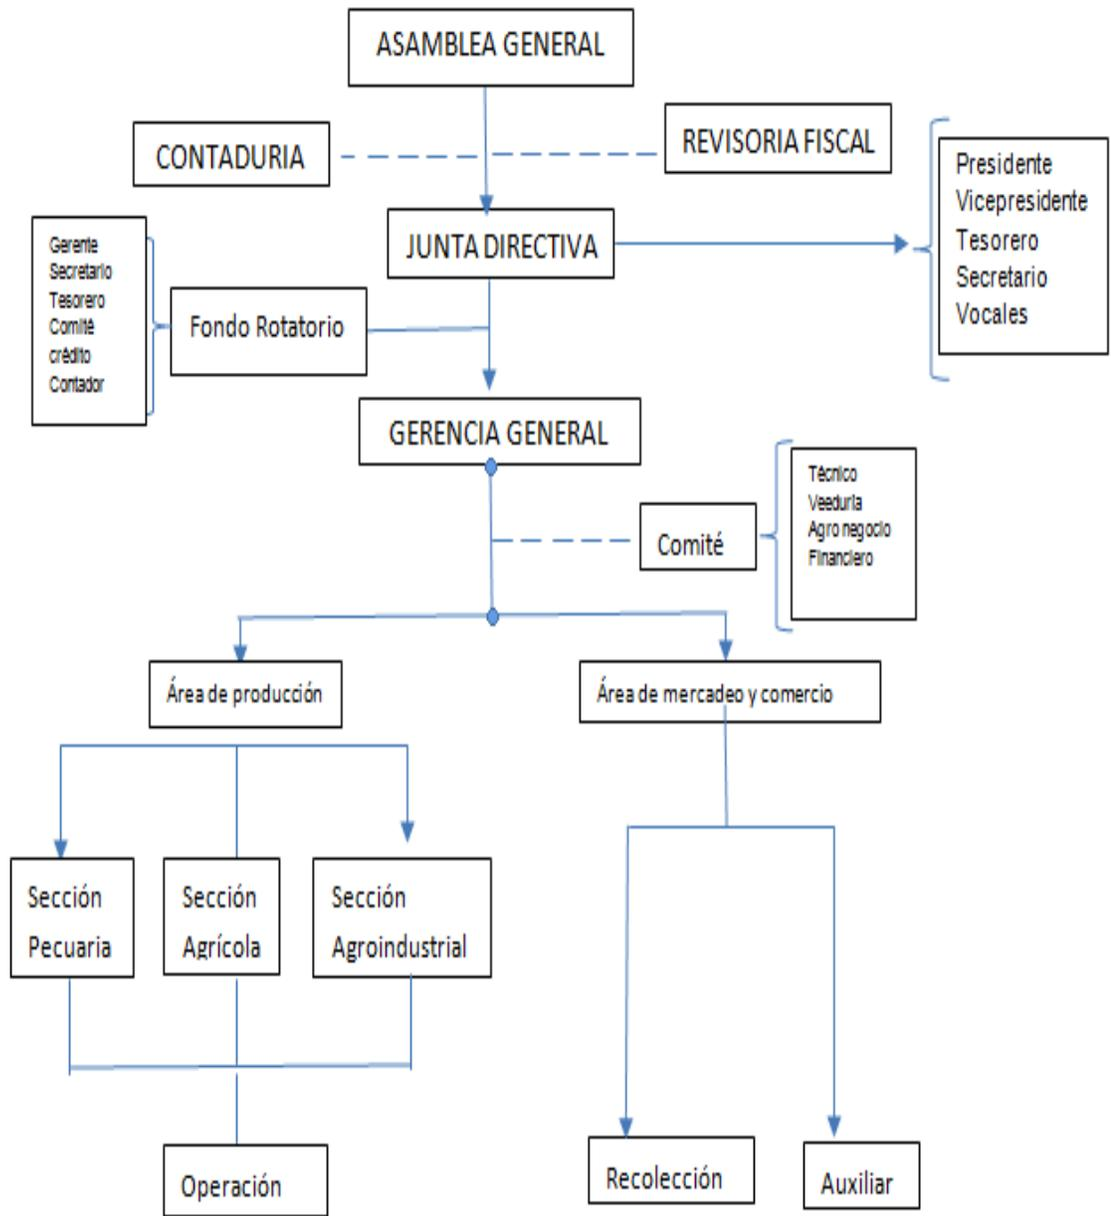 ASAMBLEA GENERAL
CONTADURIA
REVISORIA FISCAL
JUNTA DIRECTIVA
Presidente
Vicepresidente
Tesorero
Secretario
Vocales
Gerente
Secretario
Tesorero
Comité
crédito
Contador
Fondo Rotatorio
GERENCIA GENERAL
Comité
Técnico
Veeduria
Agro negocio
Financiero
Área de producción
Área de mercadeo y comercio
Sección
Pecuaria
Sección
Agrícola
Sección
Agroindustrial
Operación
Recolección
Auxiliar